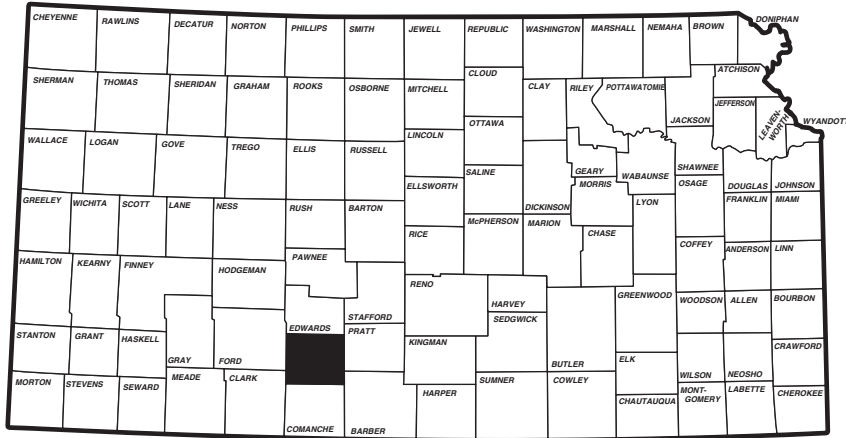 CHEYENNE
RAWLINS
DECATUR
NORTON
PHILLIPS
SMITH
JEWELL
REPUBLIC
WASHINGTON
MARSHALL
NEMAHA
BROWN
DONIPHAN
SHERMAN
THOMAS
SHERIDAN
GRAHAM
ROOKS
OSBORNE
MITCHELL
CLOUD
CLAY
RILEY
POTTAWATOMIE
ATCHISON
JACKSON
JEFFERSON
LEAVEN-
WORTH
WYANDOTT
WALLACE
LOGAN
GOVE
TREGO
ELLIS
RUSSELL
LINCOLN
OTTAWA
GEARY
WABAUNSE
SHAWNEE
DOUGLAS
JOHNSON
SALINE
DICKINSON
MORRIS
OSAGE
ELLSWORTH
GREELEY
WICHITA
SCOTT
LANE
NESS
RUSH
BARTON
RICE
McPHERSON
MARION
CHASE
LYON
FRANKLIN
MIAMI
COFFEY
ANDERSON
LINN
HAMILTON
KEARNY
FINNEY
HODGEMAN
PAWNEE
STAFFORD
RENO
HARVEY
SEDGWICK
GREENWOOD
WOODSON
ALLEN
BOURBON
STANTON
GRANT
HASKELL
GRAY
FORD
EDWARDS
PRATT
KINGMAN
BUTLER
ELK
WILSON
NEOSHO
CRAWFORD
MORTON
STEVENS
SEWARD
MEADE
CLARK
COMANCHE
BARBER
HARPER
SUMNER
COWLEY
CHAUTAUQUA
MONT-
GOMERY
LABETTE
CHEROKEE